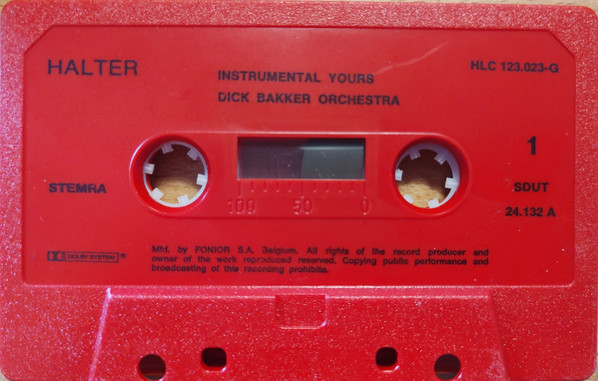 HALTER
INSTRUMENTAL YOURS
DICK BAKKER ORCHESTRA
HLC 123.023-G
1
STEMRA
SDUT
24.132 A
100 50 0
DOLBY SYSTEM ®
Mfd. by FONIOR S.A. Belgium. All rights of the record producer and
owner of the work reproduced reserved. Copying public performance and
broadcasting of this recording prohibite.